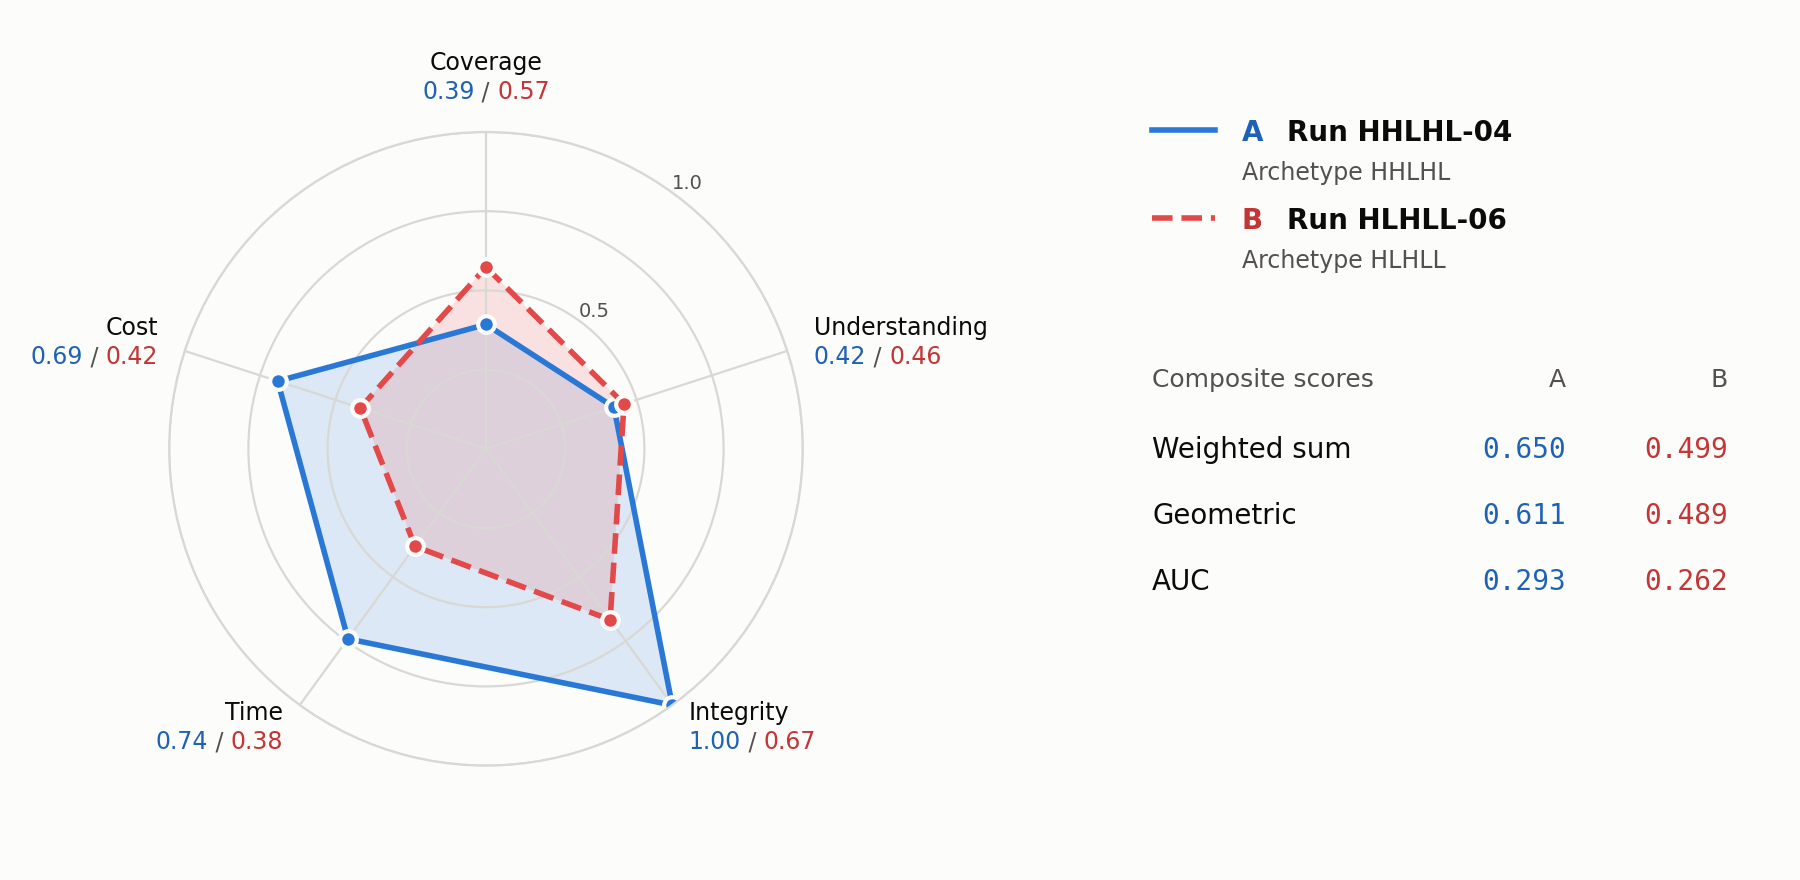 Coverage
0.39 / 0.57
1.0
0.5
Cost
0.69 / 0.42
Understanding
0.42 / 0.46
Time
0.74 / 0.38
Integrity
1.00 / 0.67
A Run HHLHL-04
Archetype HHLHL
B Run HLHLL-06
Archetype HLHLL
Composite scores A B
Weighted sum 0.650 0.499
Geometric 0.611 0.489
AUC 0.293 0.262